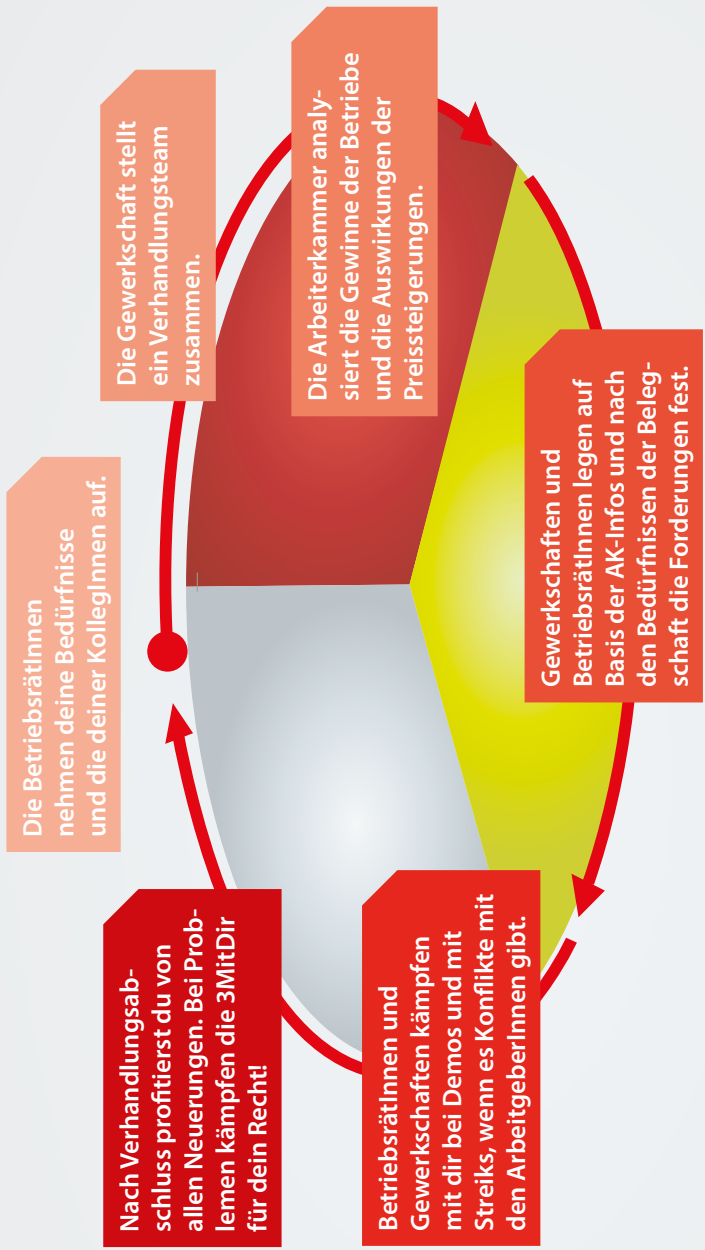 Die BetriebsrätInnen
nehmen deine Bedürfnisse
und die deiner KollegInnen auf.
Die Gewerkschaft stellt
ein Verhandlungsteam
zusammen.
Die Arbeiterkammer analy-
siert die Gewinne der Betriebe
und die Auswirkungen der
Preissteigerungen.
Gewerkschaften und
BetriebsrätInnen legen auf
Basis der AK-Infos und nach
den Bedürfnissen der Beleg-
schaft die Forderungen fest.
BetriebsrätInnen und
Gewerkschaften kämpfen
mit dir bei Demos und mit
Streiks, wenn es Konflikte mit
den ArbeitgeberInnen gibt.
Nach Verhandlungsab-
schluss profitierst du von
allen Neuerungen. Bei Prob-
lemen kämpfen die 3MitDir
für dein Recht!